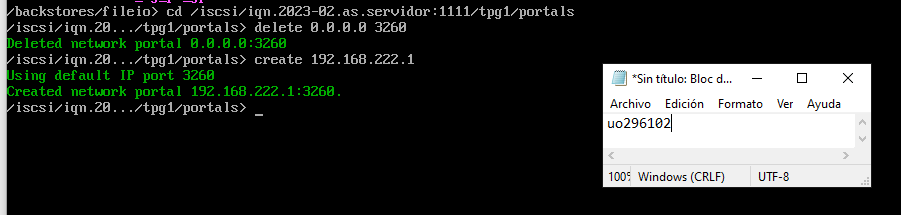 /backstores/fileio> cd /iscsi/iqn.2023-02.as.servidor:1111/tpg1/portals
/iscsi/iqn.20.../tpg1/portals> delete 0.0.0.0 3260
Deleted network portal 0.0.0.0:3260
/iscsi/iqn.20.../tpg1/portals> create 192.168.222.1
Using default IP port 3260
Created network portal 192.168.222.1:3260.
/iscsi/iqn.20.../tpg1/portals> _
*Sin título: Bloc d...
Archivo Edición Formato Ver Ayuda
uo296102
100% Windows (CRLF) UTF-8